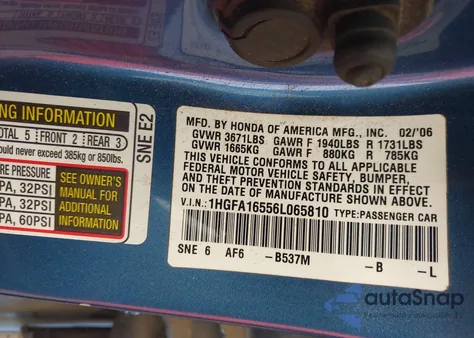 NG INFORMATION
OTAL 5 FRONT 2 REAR 3
ould never exceed 385kg or 850lbs.
E PRESSURE
PA, 32PSI
PA, 32PSI
PA, 60PSI
SEE OWNER'S
MANUAL FOR
ADDITIONAL
INFORMATION
SNE E2
MFD. BY HONDA OF AMERICA MFG., INC. 02/'06
GVWR 3671LBS GAWR F 1940LBS R 1731LBS
GVWR 1665KG GAWR F 880KG R 785KG
THIS VEHICLE CONFORMS TO ALL APPLICABLE
FEDERAL MOTOR VEHICLE SAFETY, BUMPER,
AND THEFT PREVENTION STANDARDS IN EFFECT
ON THE DATE OF MANUFACTURE SHOWN ABOVE.
V.I.N.: 1HGFA16556L065810 TYPE: PASSENGER CAR
SNE 6 AF6 -B537M -B -L
autoSnap